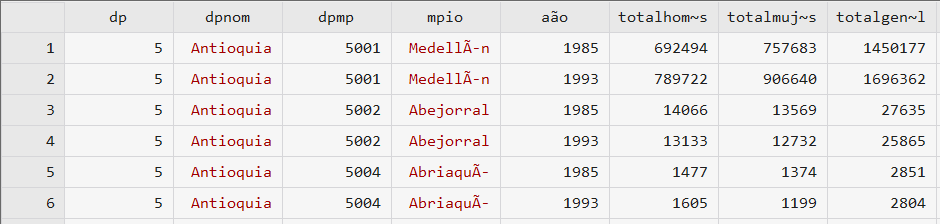 dp dpnom dpmp mpio aão totalhom~s totalmuj~s totalgen~l
1 5 Antioquia 5001 MedellÃ-n 1985 692494 757683 1450177
2 5 Antioquia 5001 MedellÃ-n 1993 789722 906640 1696362
3 5 Antioquia 5002 Abejorral 1985 14066 13569 27635
4 5 Antioquia 5002 Abejorral 1993 13133 12732 25865
5 5 Antioquia 5004 AbriaquÃ- 1985 1477 1374 2851
6 5 Antioquia 5004 AbriaquÃ- 1993 1605 1199 2804